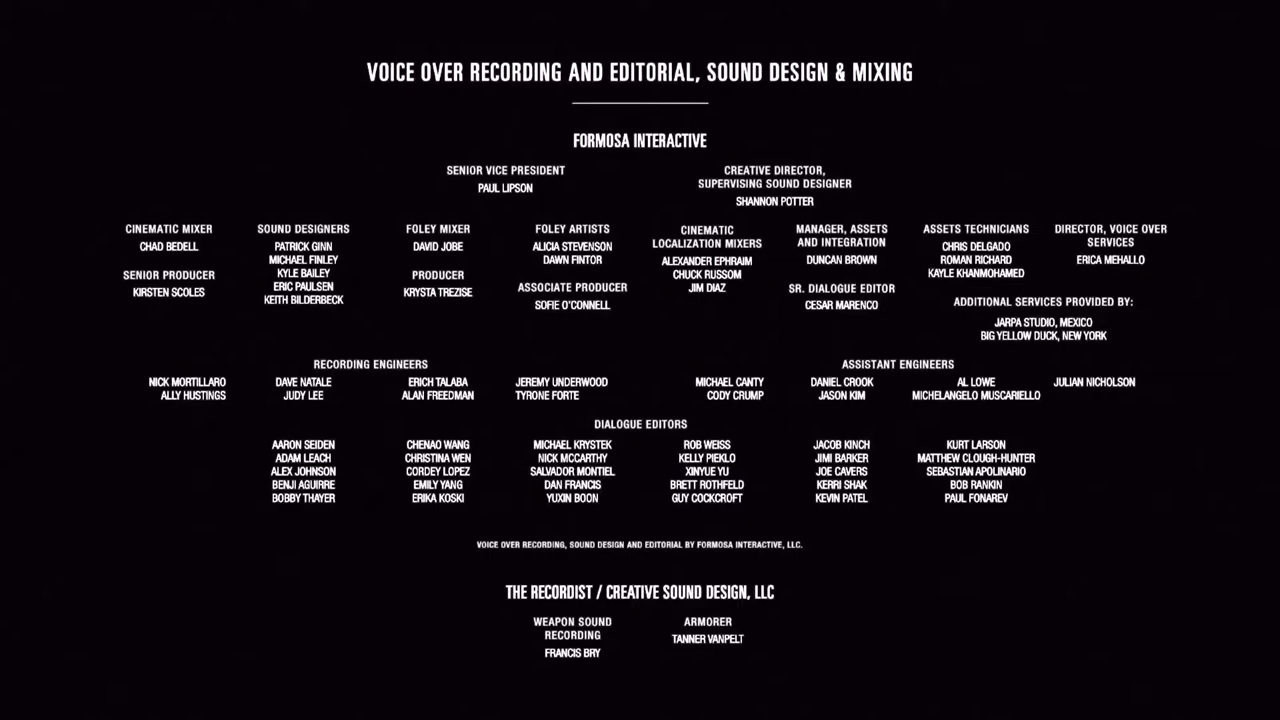 VOICE OVER RECORDING AND EDITORIAL, SOUND DESIGN & MIXING
FORMOSA INTERACTIVE
SENIOR VICE PRESIDENT
PAUL LIPSON
CREATIVE DIRECTOR,
SUPERVISING SOUND DESIGNER
SHANNON POTTER
CINEMATIC MIXER
CHAD BEDELL
SENIOR PRODUCER
KIRSTEN SCOLES
SOUND DESIGNERS
PATRICK GINN
MICHAEL FINLEY
KYLE BAILEY
ERIC PAULSEN
KEITH BILDERBECK
FOLEY MIXER
DAVID JOBE
PRODUCER
KRYSTA TREZISE
FOLEY ARTISTS
ALICIA STEVENSON
DAWN FINTOR
ASSOCIATE PRODUCER
SOFIE O'CONNELL
CINEMATIC
LOCALIZATION MIXERS
ALEXANDER EPHRAIM
CHUCK RUSSOM
JIM DIAZ
MANAGER, ASSETS
AND INTEGRATION
DUNCAN BROWN
SR. DIALOGUE EDITOR
CESAR MARENCO
ASSETS TECHNICIANS
CHRIS DELGADO
ROMAN RICHARD
KAYLE KHANMOHAMED
DIRECTOR, VOICE OVER
SERVICES
ERICA MEHALLO
ADDITIONAL SERVICES PROVIDED BY:
JARPA STUDIO, MEXICO
BIG YELLOW DUCK, NEW YORK
RECORDING ENGINEERS
NICK MORTILLARO DAVE NATALE ERICH TALABA JEREMY UNDERWOOD
ALLY HUSTINGS JUDY LEE ALAN FREEDMAN TYRONE FORTE
ASSISTANT ENGINEERS
MICHAEL CANTY DANIEL CROOK AL LOWE JULIAN NICHOLSON
CODY CRUMP JASON KIM MICHELANGELO MUSCARIELLO
DIALOGUE EDITORS
AARON SEIDEN CHENAO WANG MICHAEL KRYSTEK ROB WEISS JACOB KINCH KURT LARSON
ADAM LEACH CHRISTINA WEN NICK MCCARTHY KELLY PIEKLO JIMI BARKER MATTHEW CLOUGH-HUNTER
ALEX JOHNSON CORDEY LOPEZ SALVADOR MONTIEL XINYUE YU JOE CAVERS SEBASTIAN APOLINARIO
BENJI AGUIRRE EMILY YANG DAN FRANCIS BRETT ROTHFELD KERRI SHAK BOB RANKIN
BOBBY THAYER ERIKA KOSKI YUXIN BOON GUY COCKCROFT KEVIN PATEL PAUL FONAREV
VOICE OVER RECORDING, SOUND DESIGN AND EDITORIAL BY FORMOSA INTERACTIVE, LLC.
THE RECORDIST / CREATIVE SOUND DESIGN, LLC
WEAPON SOUND
RECORDING
FRANCIS BRY
ARMORER
TANNER VANPELT